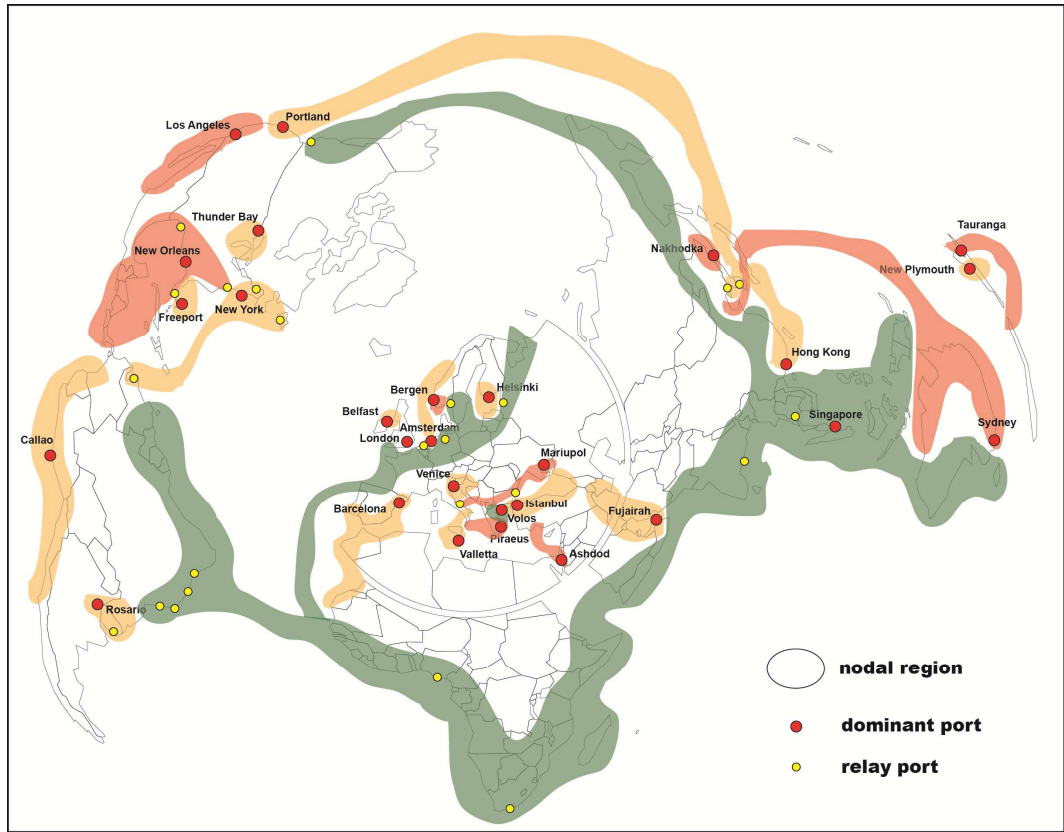 Portland
Los Angeles
Thunder Bay
Tauranga
New Orleans
Nakhodka
New Plymouth
Freeport
New York
Hong Kong
Bergen
Helsinki
Belfast
Amsterdam
Singapore
London
Sydney
Callao
Mariupol
Venice
Barcelona
Istanbul
Fujairah
Volos
Piraeus
Valletta
Ashdod
Rosario
nodal region
dominant port
relay port